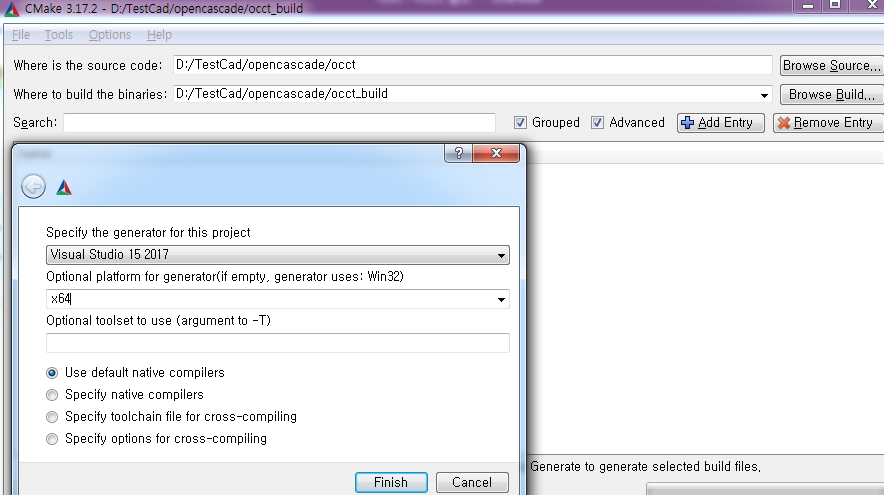 CMake 3.17.2 - D:/TestCad/opencascade/occt_build
File Tools Options Help
Where is the source code: D:/TestCad/opencascade/occt Browse Source...
Where to build the binaries: D:/TestCad/opencascade/occt_build Browse Build...
Search: Grouped Advanced Add Entry Remove Entry
Specify the generator for this project
Visual Studio 15 2017
Optional platform for generator(if empty, generator uses: Win32)
x64
Optional toolset to use (argument to -T)
Use default native compilers
Specify native compilers
Specify toolchain file for cross-compiling
Specify options for cross-compiling
Generate to generate selected build files.
Finish Cancel